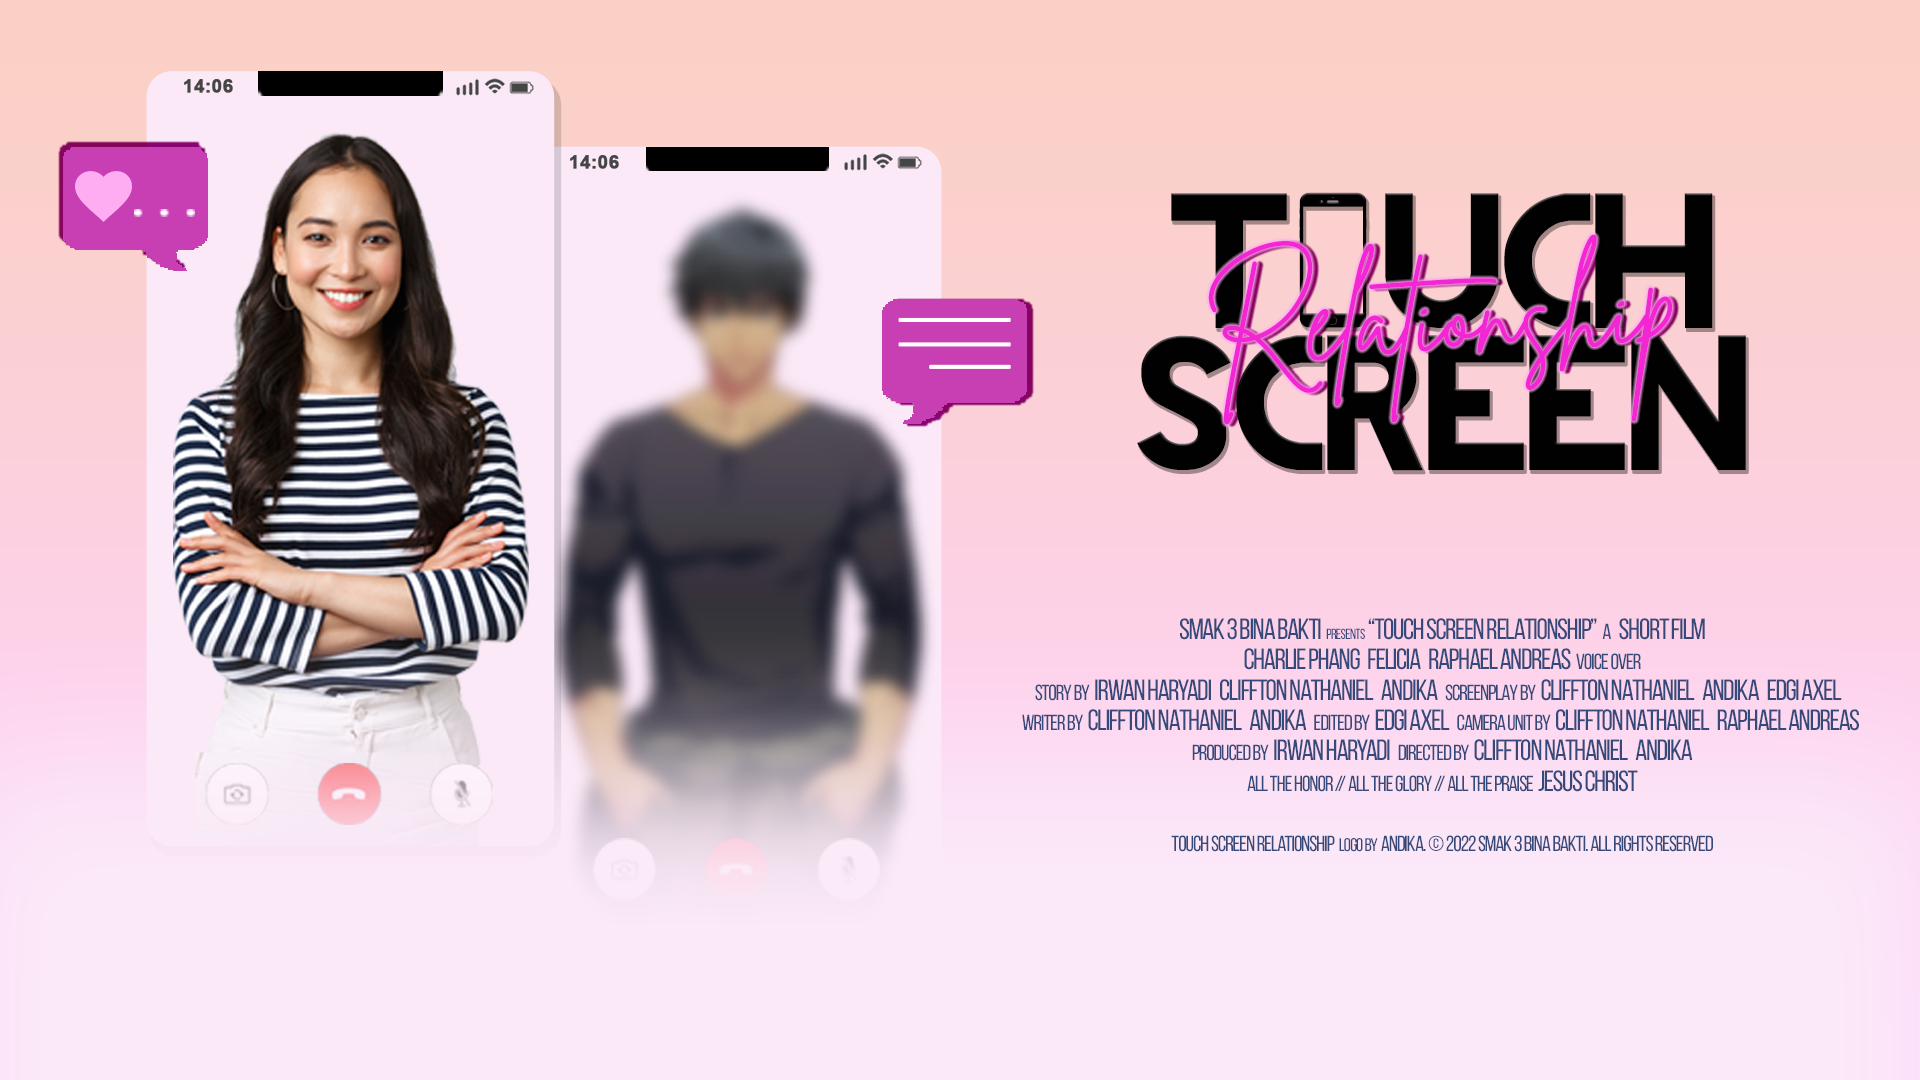 14:06
14:06
TOUCH
Relationship
SCREEN
SMAK 3 BINA BAKTI PRESENTS “TOUCH SCREEN RELATIONSHIP” A SHORT FILM
CHARLIE PHANG FELICIA RAPHAEL ANDREAS VOICE OVER
STORY BY IRWAN HARYADI CLIFFTON NATHANIEL ANDIKA SCREENPLAY BY CLIFFTON NATHANIEL ANDIKA EDGI AXEL
WRITER BY CLIFFTON NATHANIEL ANDIKA EDITED BY EDGI AXEL CAMERA UNIT BY CLIFFTON NATHANIEL RAPHAEL ANDREAS
PRODUCED BY IRWAN HARYADI DIRECTED BY CLIFFTON NATHANIEL ANDIKA
ALL THE HONOR // ALL THE GLORY // ALL THE PRAISE JESUS CHRIST
TOUCH SCREEN RELATIONSHIP LOGO BY ANDIKA. © 2022 SMAK 3 BINA BAKTI. ALL RIGHTS RESERVED